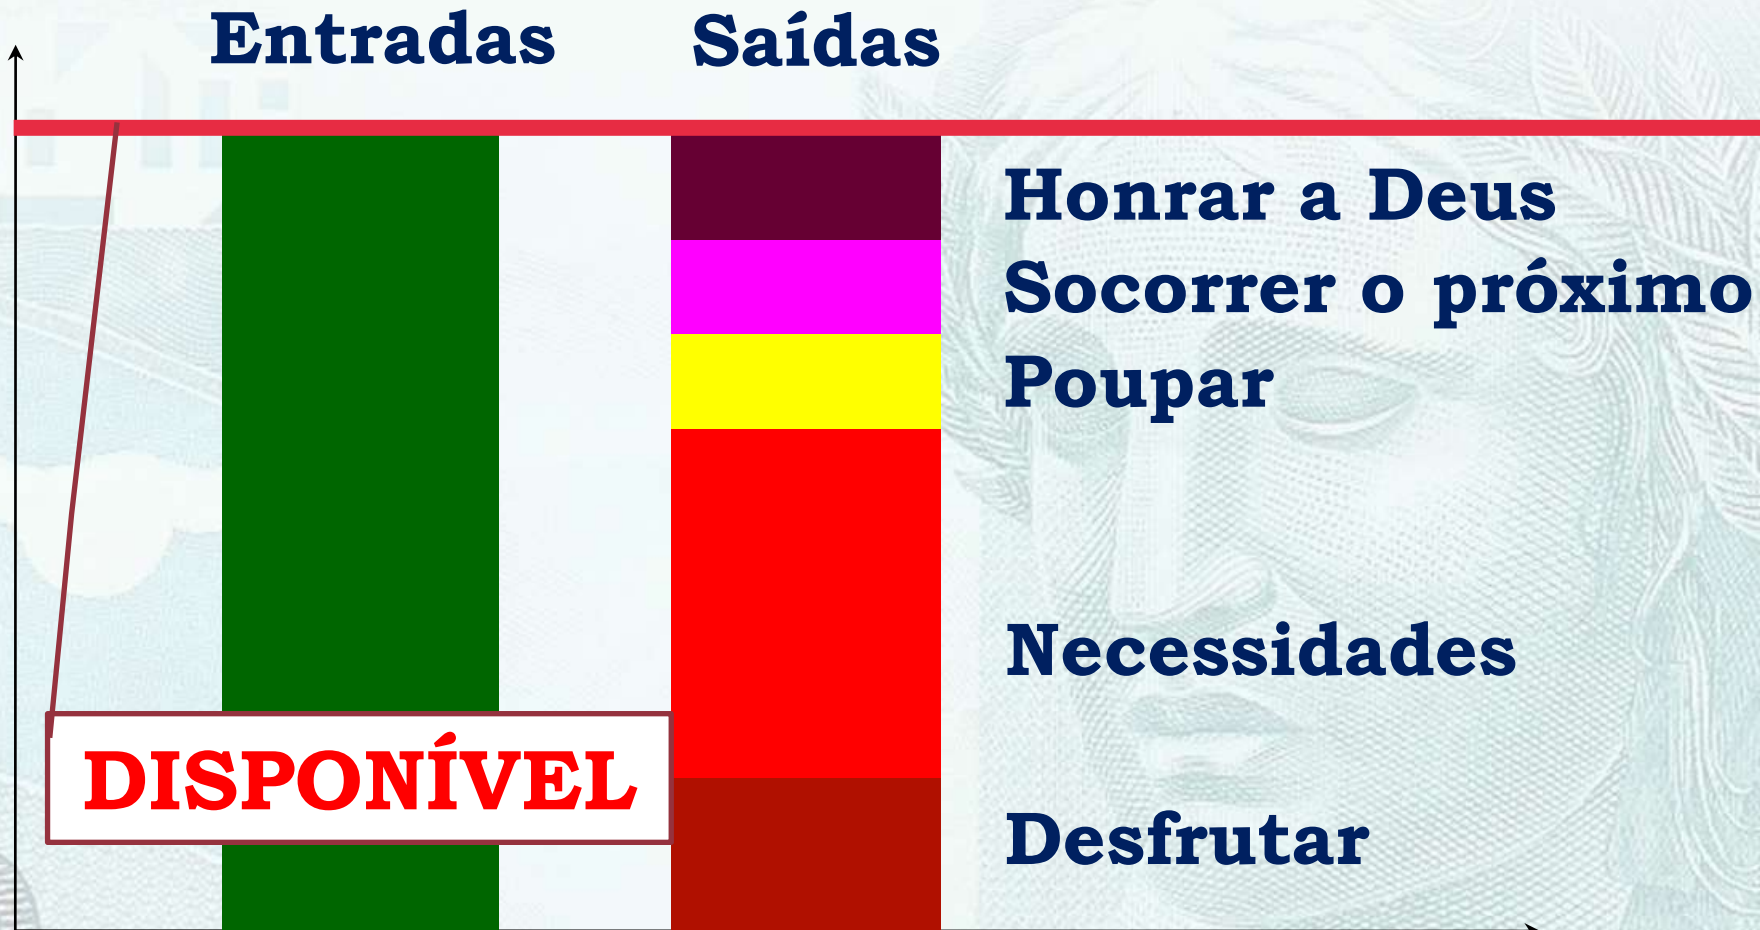 Entradas
Saídas
Honrar a Deus
Socorrer o próximo
Poupar
Necessidades
DISPONÍVEL
Desfrutar